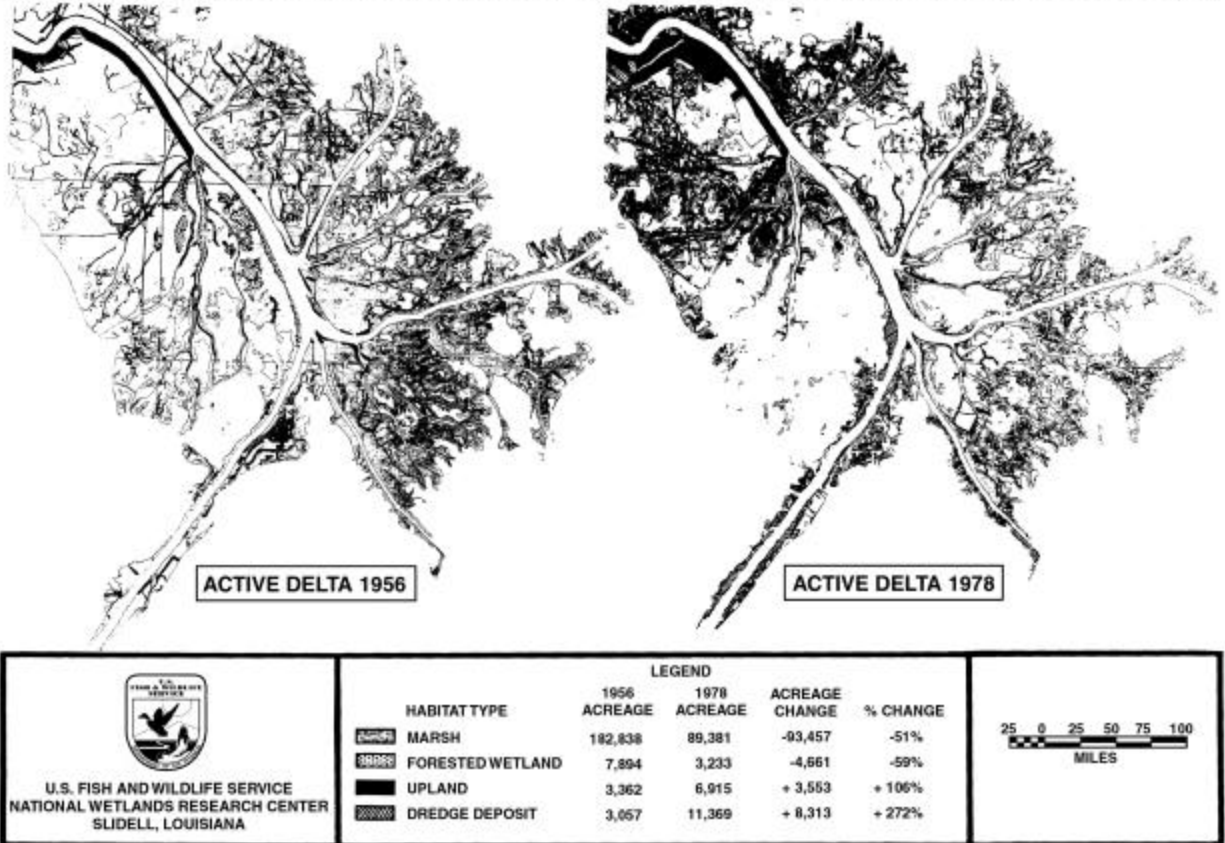 ACTIVE DELTA 1956
ACTIVE DELTA 1978
U.S.
FISH & WILDLIFE
SERVICE
U.S. FISH AND WILDLIFE SERVICE
NATIONAL WETLANDS RESEARCH CENTER
SLIDELL, LOUISIANA
LEGEND
HABITAT TYPE 1956 ACREAGE 1978 ACREAGE ACREAGE CHANGE % CHANGE
MARSH 182,838 89,381 -93,457 -51%
FORESTED WETLAND 7,894 3,233 -4,661 -59%
UPLAND 3,362 6,915 + 3,553 + 106%
DREDGE DEPOSIT 3,057 11,369 + 8,313 + 272%
25 0 25 50 75 100
MILES